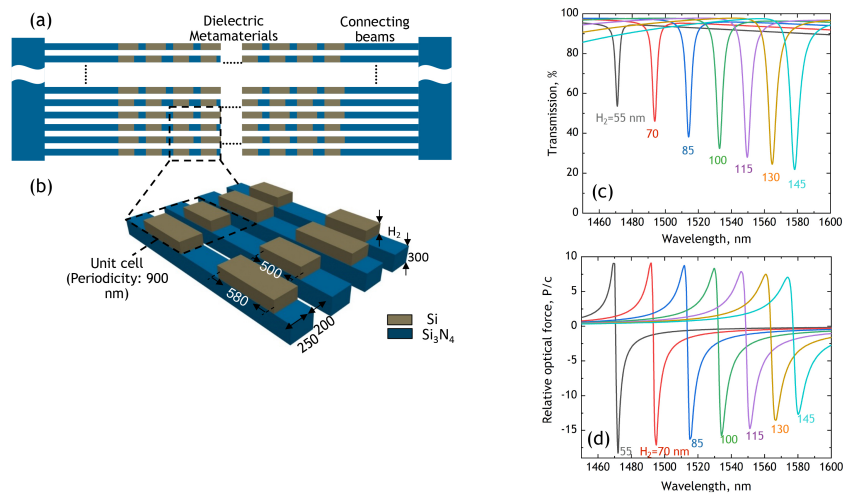 (a)
Dielectric
Metamaterials
Connecting
beams
(b)
Unit cell
(Periodicity: 900
nm)
H₂
300
500
580
200
250
Si
Si₃N₄
Transmission, %
100
80
60
40
20
0
H₂=55 nm
70
85
100
115
130
145
(c)
1460 1480 1500 1520 1540 1560 1580 1600
Wavelength, nm
Relative optical force, P/c
10
5
0
-5
-10
-15
55
H₂=70 nm
85
100
115
130
145
(d)
1460 1480 1500 1520 1540 1560 1580 1600
Wavelength, nm